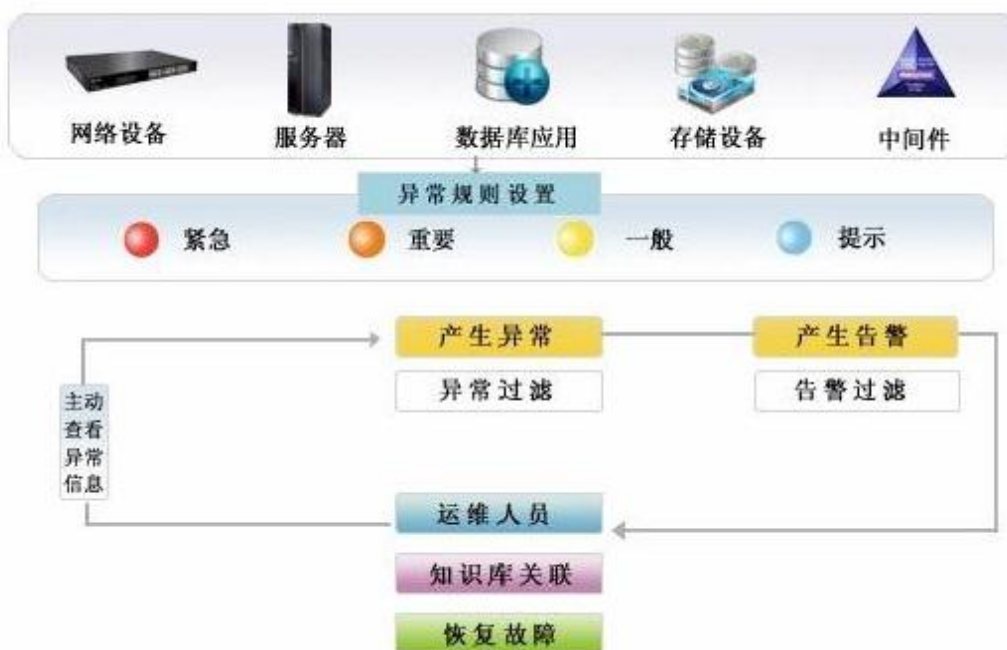 网络设备
服务器
数据库应用
存储设备
中间件
异常规则设置
紧急
重要
一般
提示
产生异常
产生告警
异常过滤
告警过滤
主动
查看
异常
信息
运维人员
知识库关联
恢复故障